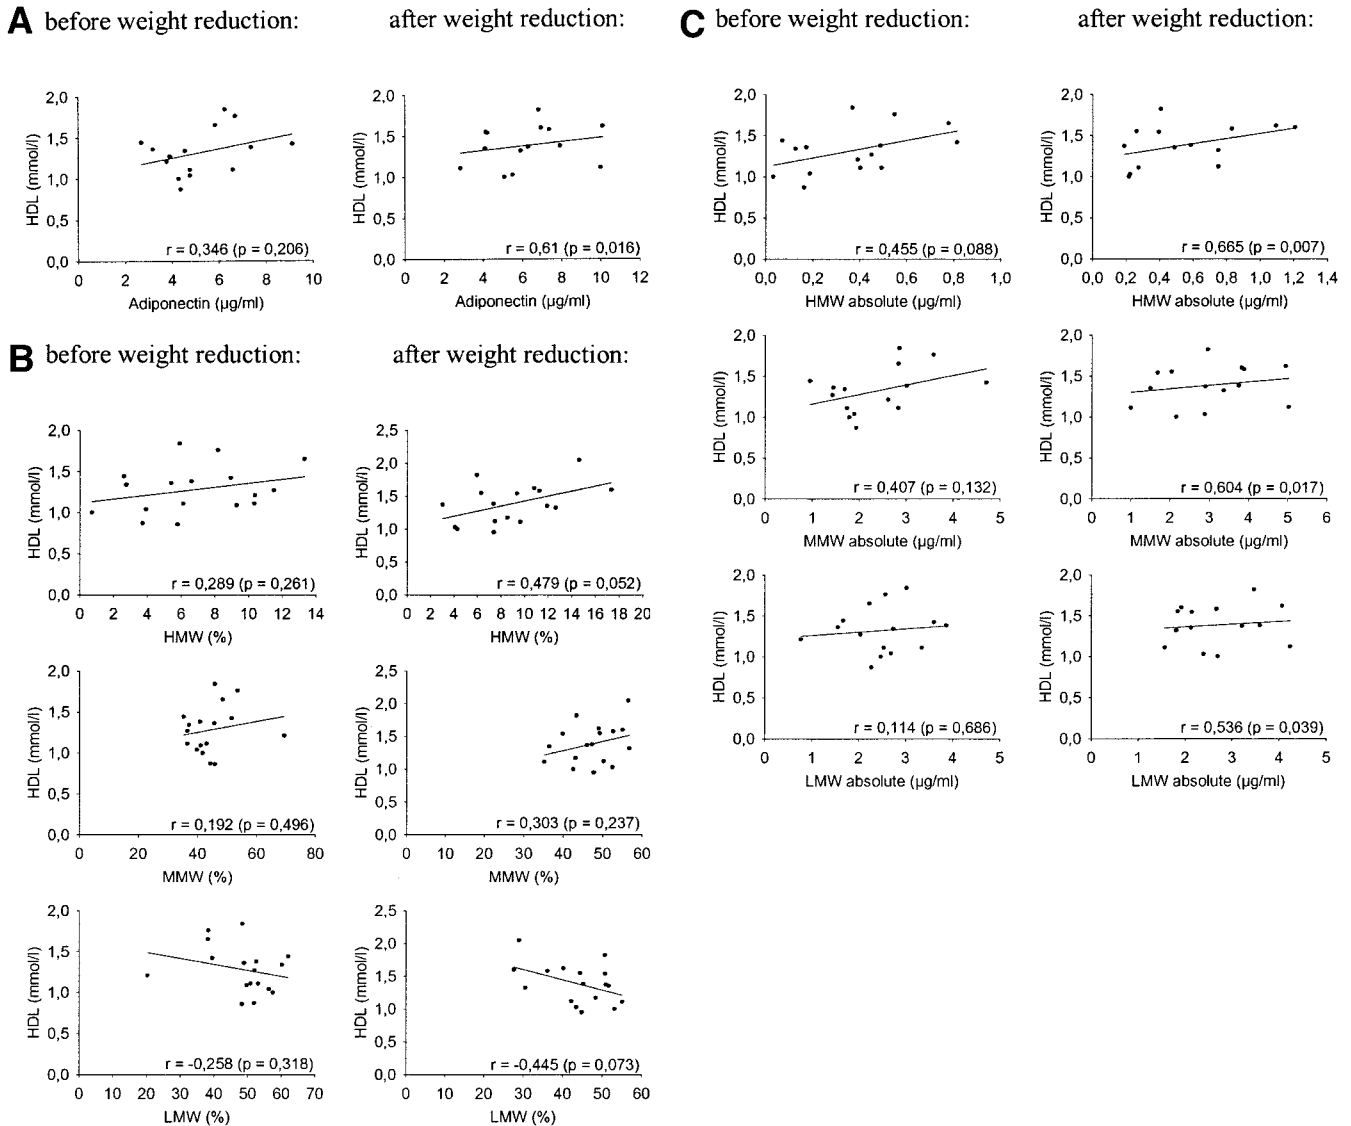 A before weight reduction: after weight reduction:
2,0 1,5 1,0 0,5 0,0
HDL (mmol/l)
r = 0,346 (p = 0,206)
0 2 4 6 8 10
Adiponectin (µg/ml)
2,0 1,5 1,0 0,5 0,0
HDL (mmol/l)
r = 0,61 (p = 0,016)
0 2 4 6 8 10 12
Adiponectin (µg/ml)
B before weight reduction: after weight reduction:
2,0 1,5 1,0 0,5 0,0
HDL (mmol/l)
r = 0,289 (p = 0,261)
0 2 4 6 8 10 12 14
HMW (%)
2,5 2,0 1,5 1,0 0,5 0,0
HDL (mmol/l)
r = 0,479 (p = 0,052)
0 2 4 6 8 10 12 14 16 18 20
HMW (%)
2,0 1,5 1,0 0,5 0,0
HDL (mmol/l)
r = 0,192 (p = 0,496)
0 20 40 60 80
MMW (%)
2,5 2,0 1,5 1,0 0,5 0,0
HDL (mmol/l)
r = 0,303 (p = 0,237)
0 10 20 30 40 50 60
MMW (%)
2,0 1,5 1,0 0,5 0,0
HDL (mmol/l)
r = -0,258 (p = 0,318)
0 10 20 30 40 50 60 70
LMW (%)
2,5 2,0 1,5 1,0 0,5 0,0
HDL (mmol/l)
r = -0,445 (p = 0,073)
0 10 20 30 40 50 60
LMW (%)
C before weight reduction: after weight reduction:
2,0 1,5 1,0 0,5 0,0
HDL (mmol/l)
r = 0,455 (p = 0,088)
0,0 0,2 0,4 0,6 0,8 1,0
HMW absolute (µg/ml)
2,0 1,5 1,0 0,5 0,0
HDL (mmol/l)
r = 0,665 (p = 0,007)
0,0 0,2 0,4 0,6 0,8 1,0 1,2 1,4
HMW absolute (µg/ml)
2,0 1,5 1,0 0,5 0,0
HDL (mmol/l)
r = 0,407 (p = 0,132)
0 1 2 3 4 5
MMW absolute (µg/ml)
2,0 1,5 1,0 0,5 0,0
HDL (mmol/l)
r = 0,604 (p = 0,017)
0 1 2 3 4 5 6
MMW absolute (µg/ml)
2,0 1,5 1,0 0,5 0,0
HDL (mmol/l)
r = 0,114 (p = 0,686)
0 1 2 3 4 5
LMW absolute (µg/ml)
2,0 1,5 1,0 0,5 0,0
HDL (mmol/l)
r = 0,536 (p = 0,039)
0 1 2 3 4 5
LMW absolute (µg/ml)